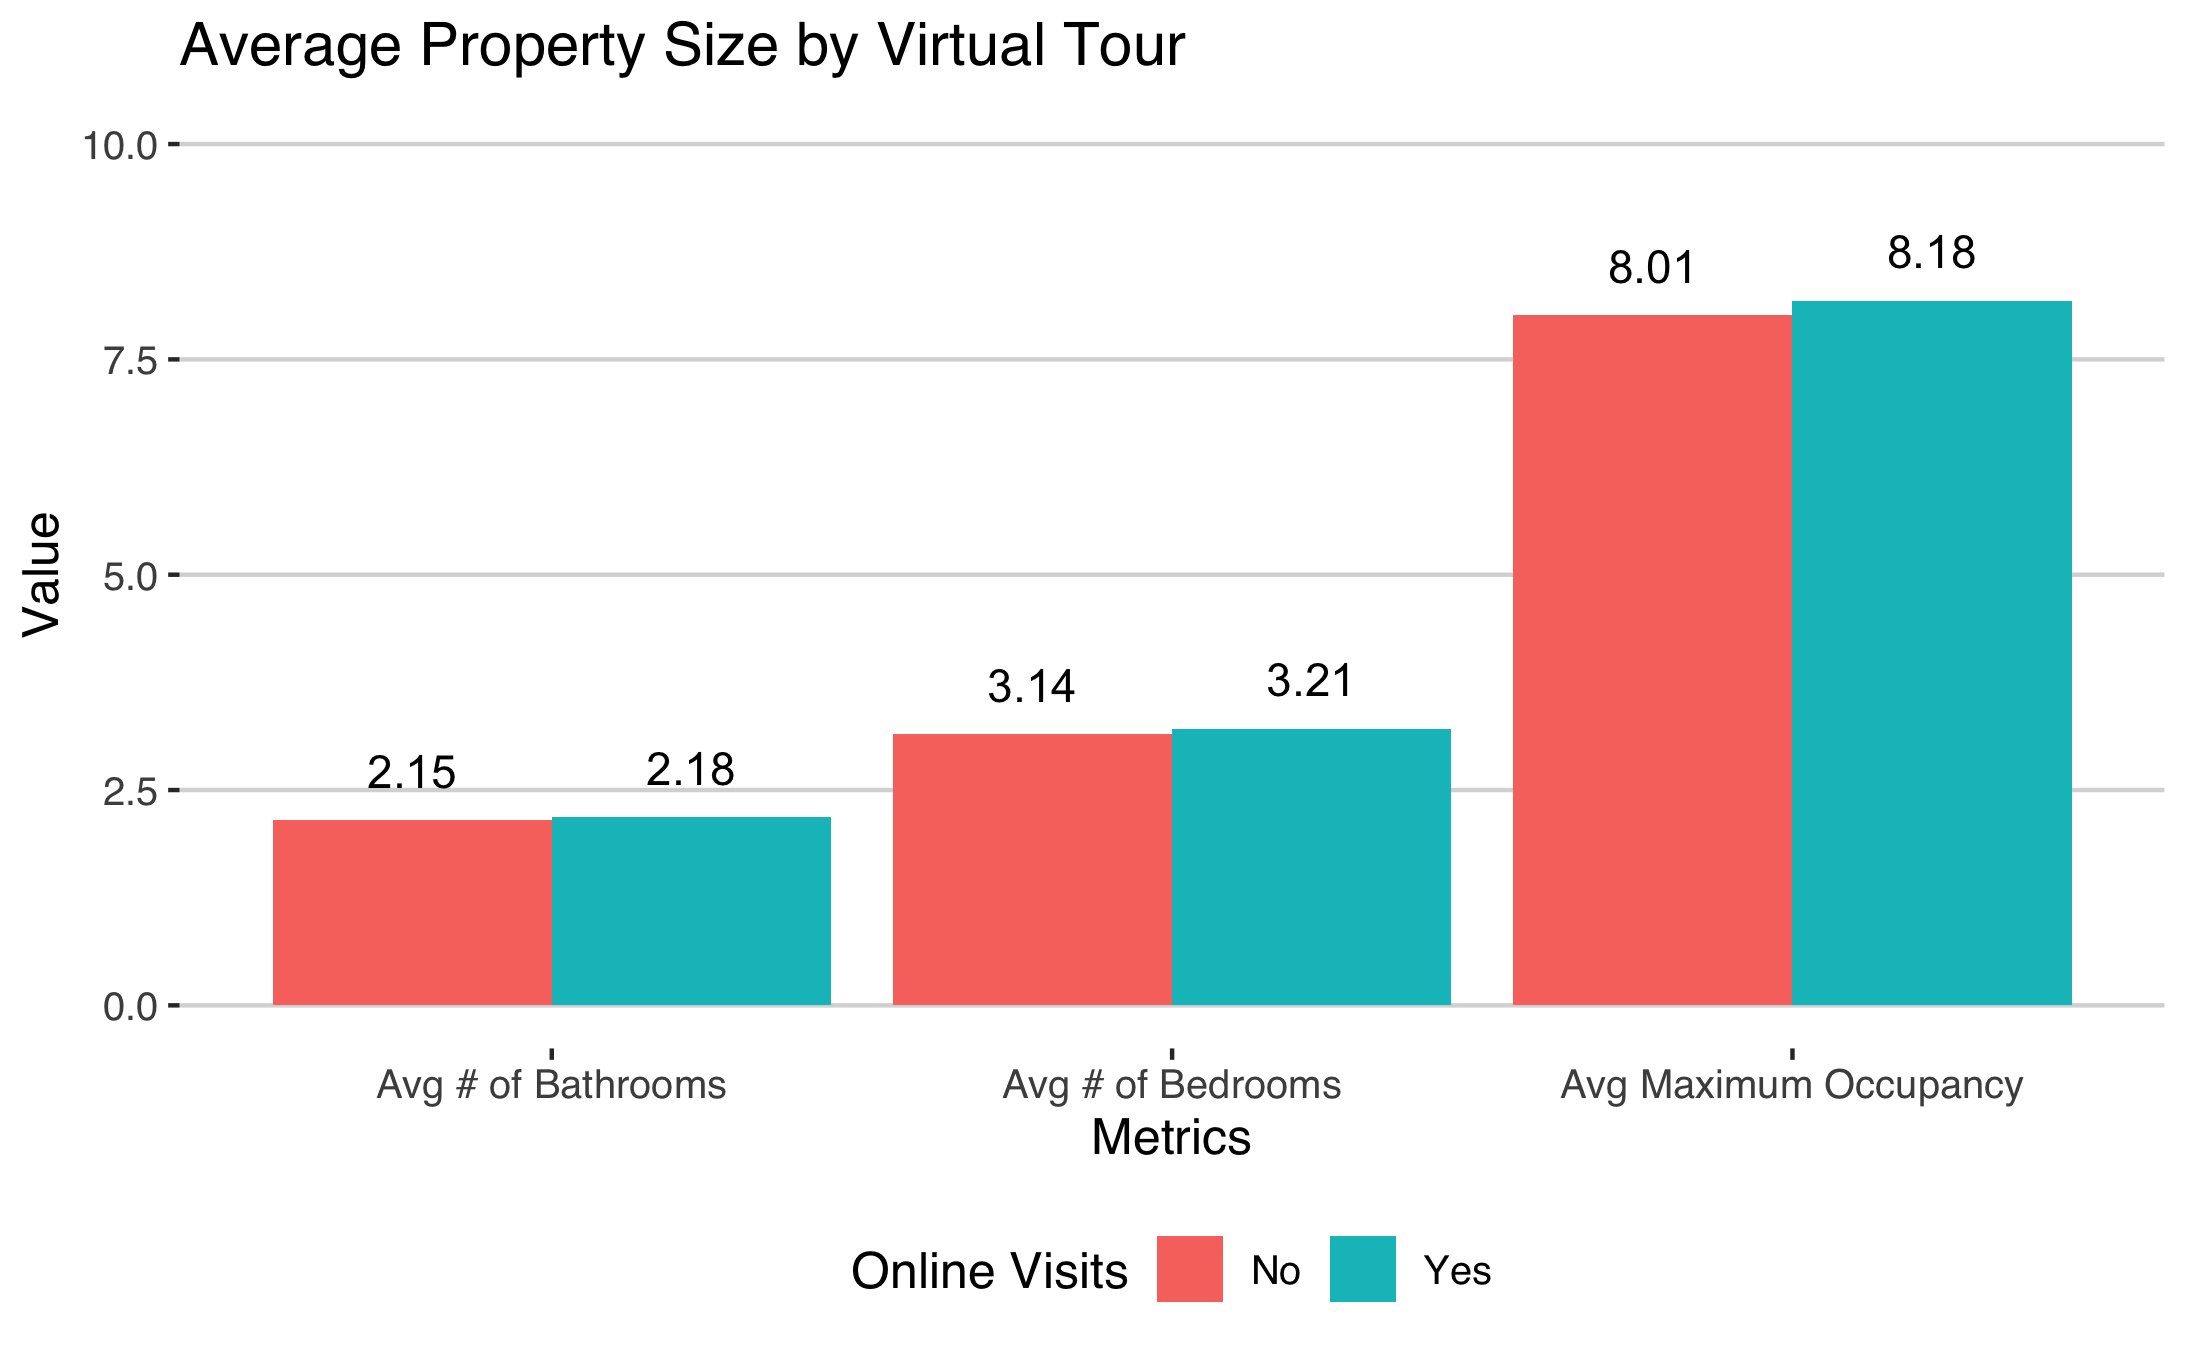 Average Property Size by Virtual Tour
10.0
7.5
5.0
2.5
0.0
Value
2.15
2.18
3.14
3.21
8.01
8.18
Avg # of Bathrooms
Avg # of Bedrooms
Avg Maximum Occupancy
Metrics
Online Visits No Yes